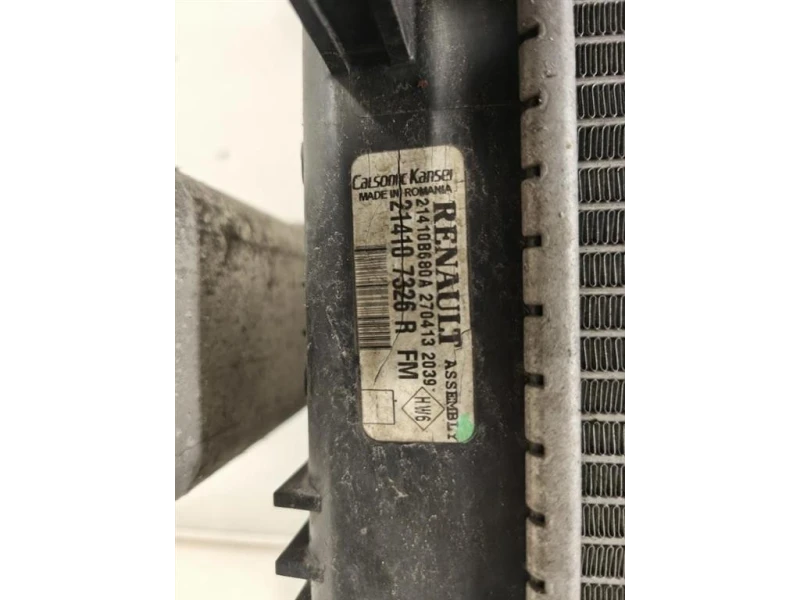 Calsonic Kansei
MADE IN ROMANIA
RENAULT ASSEMBLY
21410B680A 270413 2039
21410 7326 R FM
HW6